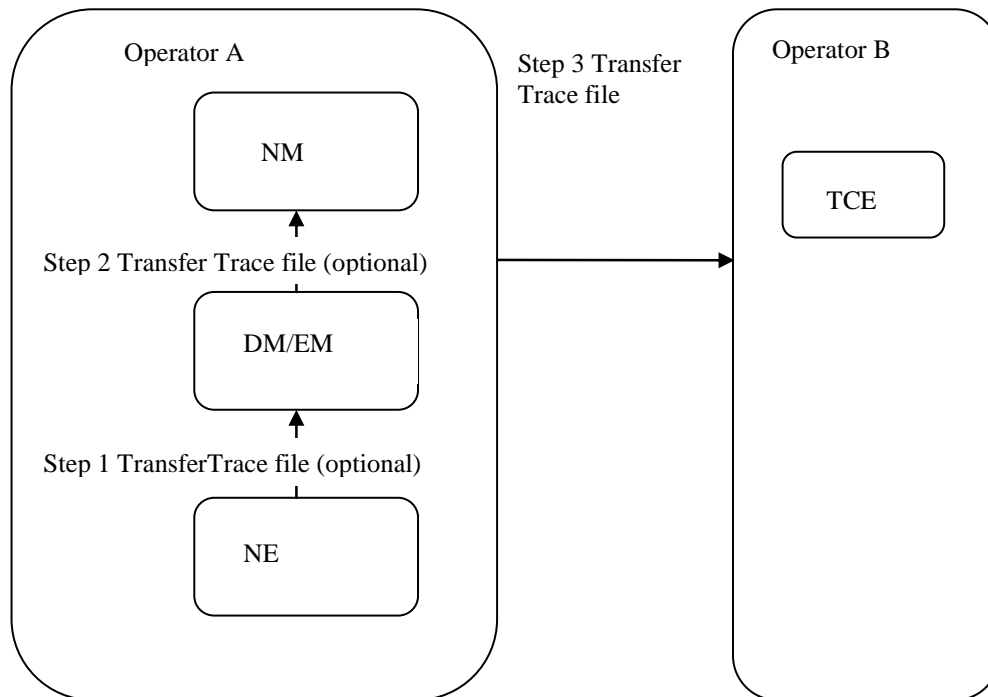 Operator A
NM
Step 2 Transfer Trace file (optional)
DM/EM
Step 1 TransferTrace file (optional)
NE
Step 3 Transfer
Trace file
Operator B
TCE